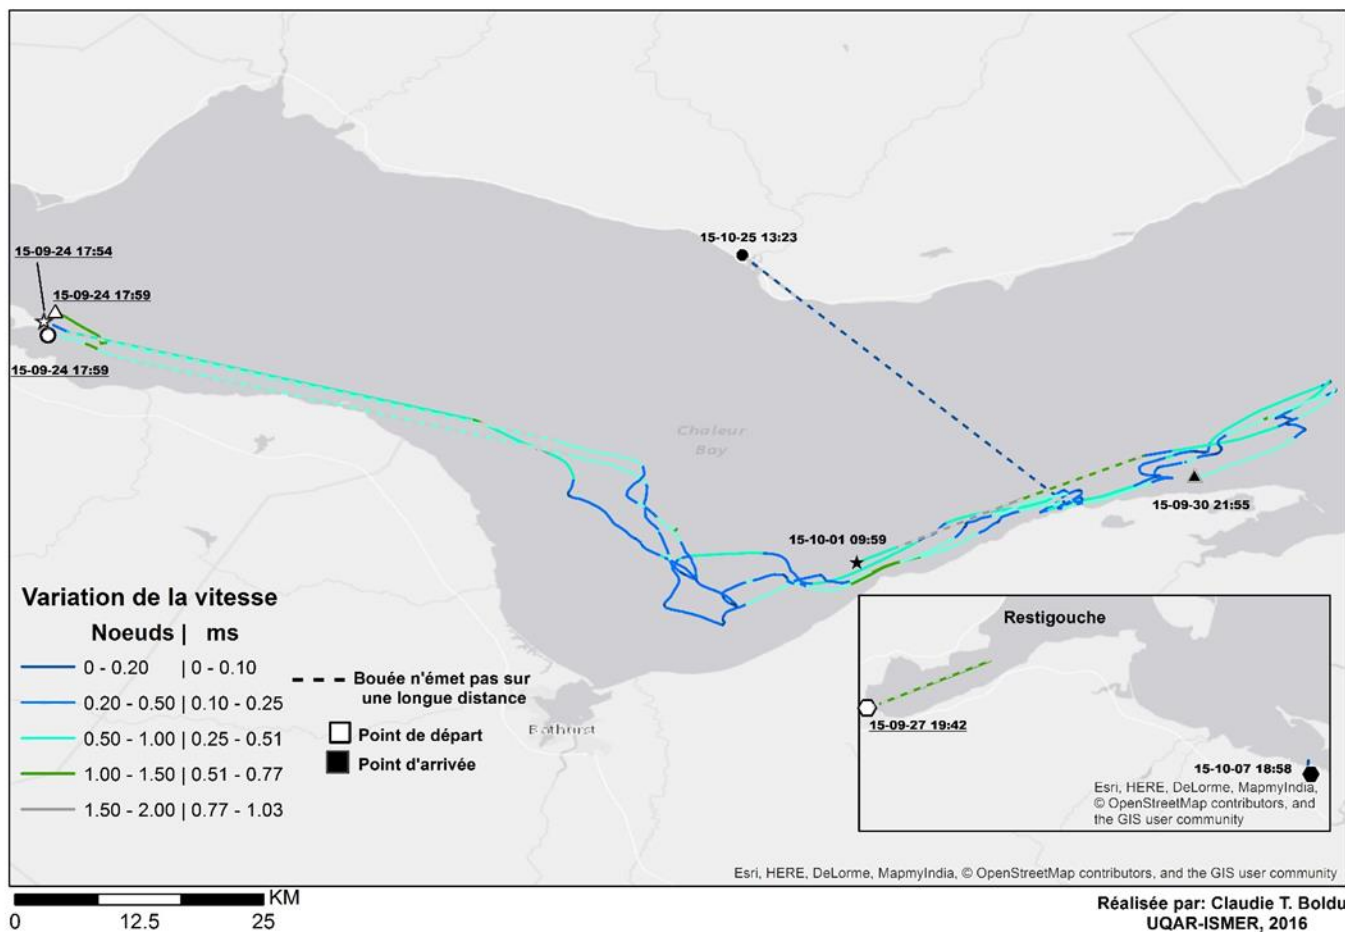 15-10-25 13:23
15-09-24 17:54
15-09-24 17:59
15-09-24 17:59
Chaleur
Bay
15-09-30 21:55
15-10-01 09:59
Variation de la vitesse
Noeuds | ms
0 - 0.20 | 0 - 0.10
0.20 - 0.50 | 0.10 - 0.25
0.50 - 1.00 | 0.25 - 0.51
1.00 - 1.50 | 0.51 - 0.77
1.50 - 2.00 | 0.77 - 1.03
Bouée n'émet pas sur
une longue distance
Point de départ
Point d'arrivée
Bathurst
Restigouche
15-09-27 19:42
15-10-07 18:58
Esri, HERE, DeLorme, MapmyIndia,
© OpenStreetMap contributors, and
the GIS user community
Esri, HERE, DeLorme, MapmyIndia, © OpenStreetMap contributors, and the GIS user community
KM
0 12.5 25
Réalisée par: Claudie T. Boldu
UQAR-ISMER, 2016